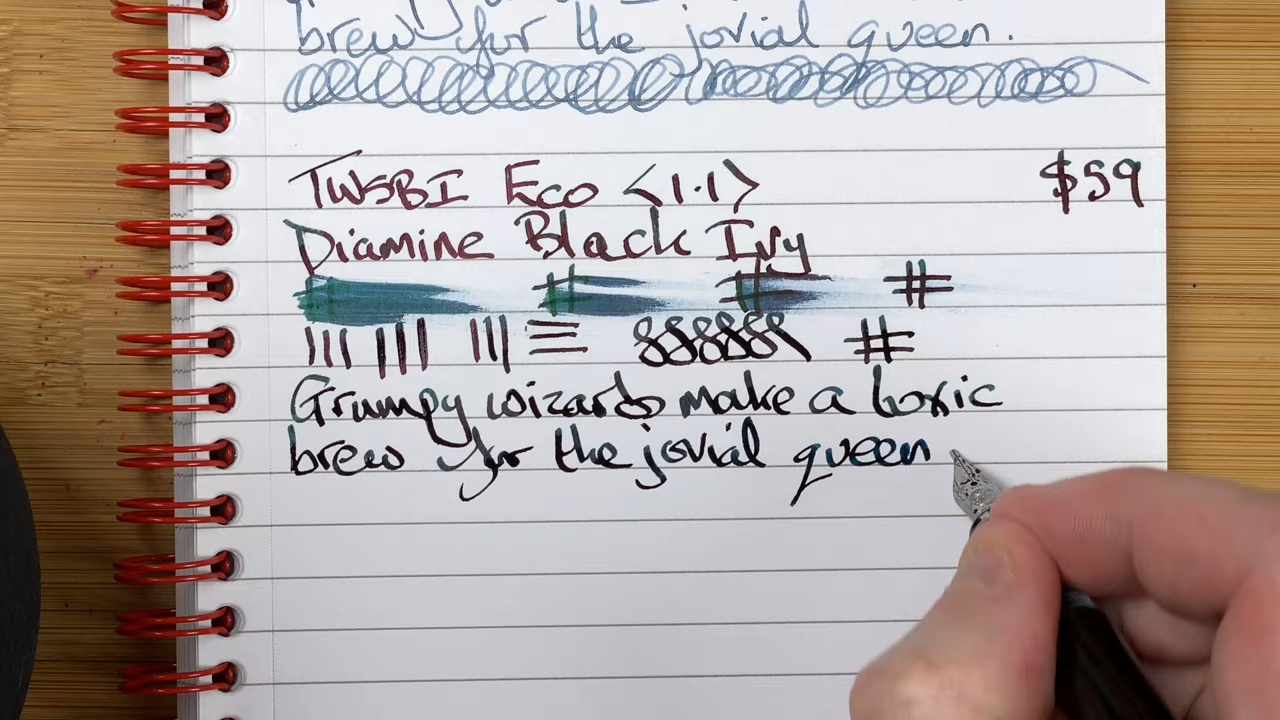 brew for the jovial queen.
TWSBI Eco <1.1> $59
Diamine Black Ivy
# # # #
||| ||| ||| ≡ 888888 #
Grumpy wizards make a toxic
brew for the jovial queen